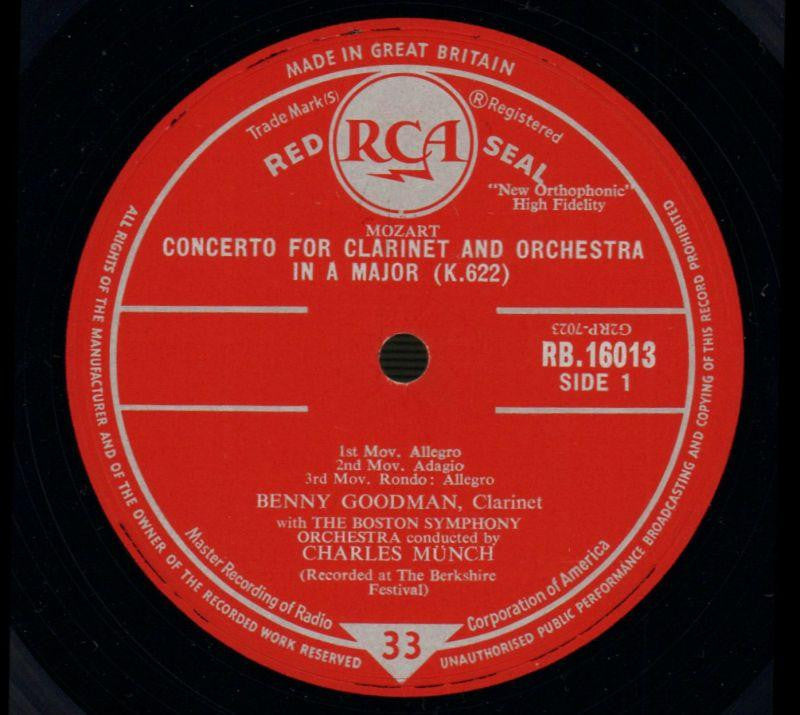 MADE IN GREAT BRITAIN
Trade Mark(S)
® Registered
RED RCA SEAL
"New Orthophonic"
High Fidelity
MOZART
CONCERTO FOR CLARINET AND ORCHESTRA
IN A MAJOR (K.622)
G2RP-7023
RB.16013
SIDE 1
1st Mov. Allegro
2nd Mov. Adagio
3rd Mov. Rondo: Allegro
BENNY GOODMAN, Clarinet
with THE BOSTON SYMPHONY
ORCHESTRA conducted by
CHARLES MÜNCH
(Recorded at The Berkshire
Festival)
Master Recording of Radio Corporation of America
33
ALL RIGHTS OF THE MANUFACTURER AND OF THE OWNER OF THE RECORDED WORK RESERVED
UNAUTHORISED PUBLIC PERFORMANCE BROADCASTING AND COPYING OF THIS RECORD PROHIBITED